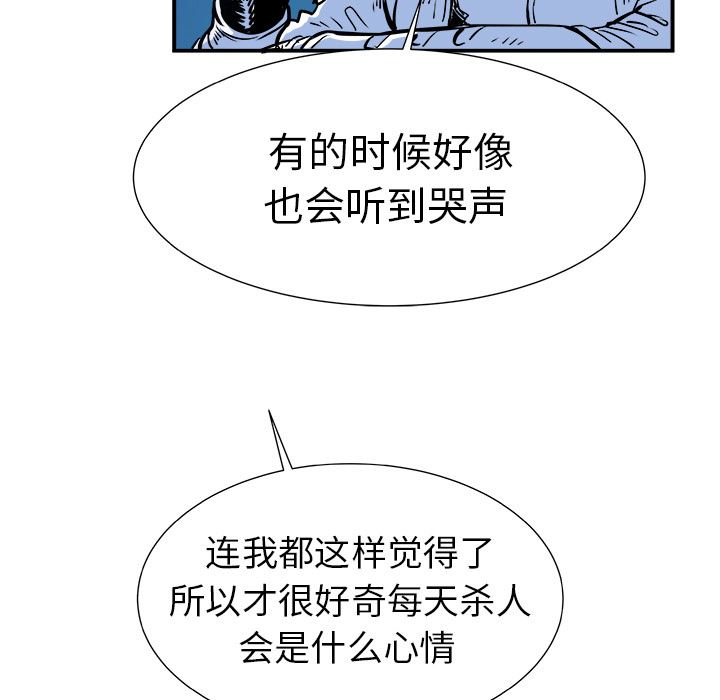 有的时候好像
也会听到哭声
连我都这样觉得了
所以才很好奇每天杀人
会是什么心情